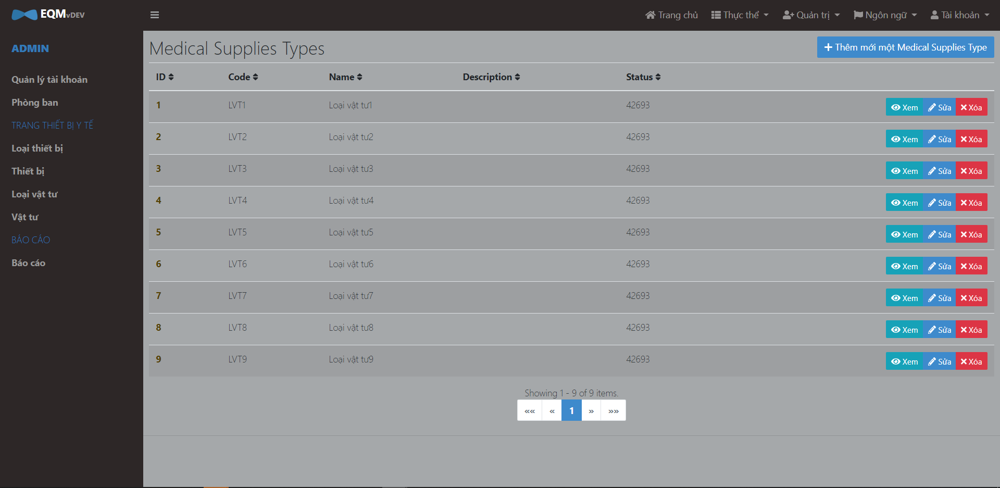 EQMvDEV
Trang chủ Thực thể Quản trị Ngôn ngữ Tài khoản
ADMIN
Quản lý tài khoản
Phòng ban
TRANG THIẾT BỊ Y TẾ
Loại thiết bị
Thiết bị
Loại vật tư
Vật tư
BÁO CÁO
Báo cáo
Medical Supplies Types
Thêm mới một Medical Supplies Type
ID Code Name Description Status
1 LVT1 Loại vật tư1 42693 Xem Sửa Xóa
2 LVT2 Loại vật tư2 42693 Xem Sửa Xóa
3 LVT3 Loại vật tư3 42693 Xem Sửa Xóa
4 LVT4 Loại vật tư4 42693 Xem Sửa Xóa
5 LVT5 Loại vật tư5 42693 Xem Sửa Xóa
6 LVT6 Loại vật tư6 42693 Xem Sửa Xóa
7 LVT7 Loại vật tư7 42693 Xem Sửa Xóa
8 LVT8 Loại vật tư8 42693 Xem Sửa Xóa
9 LVT9 Loại vật tư9 42693 Xem Sửa Xóa
Showing 1 - 9 of 9 items.
«« « 1 » »»